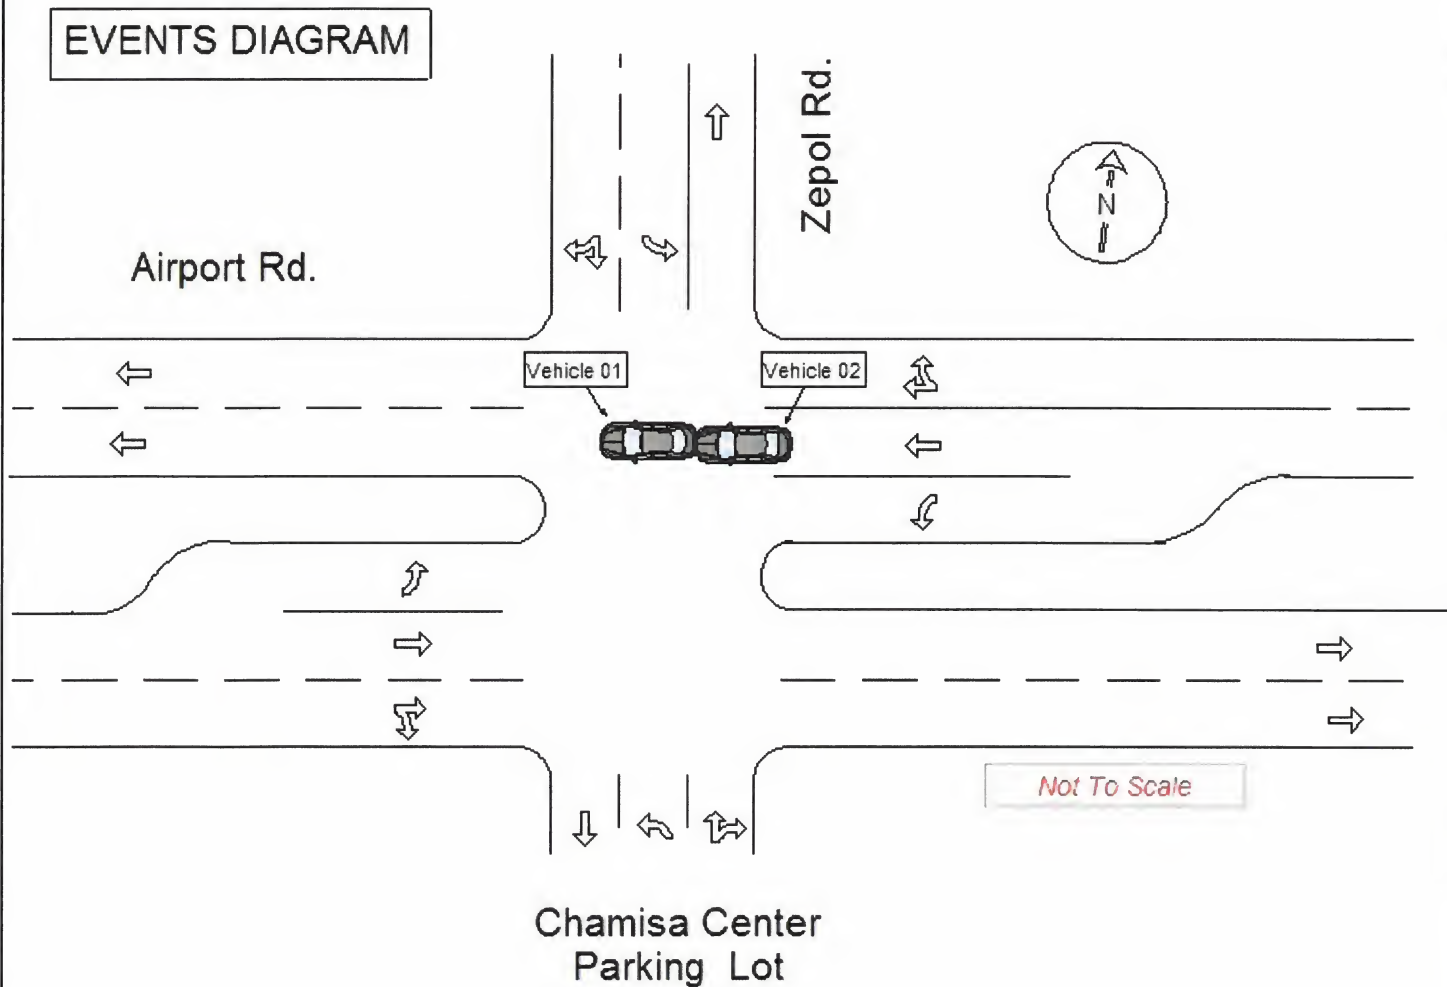 EVENTS DIAGRAM
Zepol Rd.
N
Airport Rd.
Vehicle 01
Vehicle 02
Not To Scale
Chamisa Center
Parking Lot